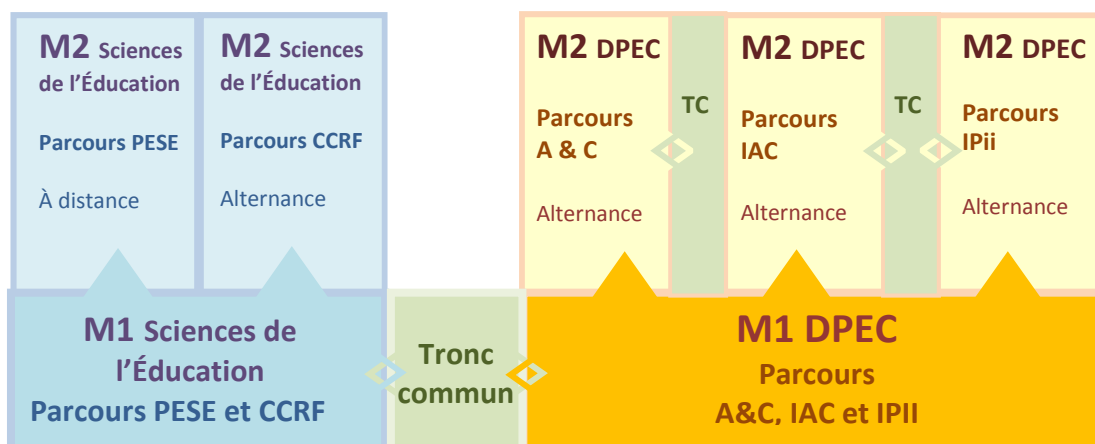 M2 Sciences
de l'Éducation
Parcours PESE
À distance
M2 Sciences
de l'Éducation
Parcours CCRF
Alternance
M2 DPEC
Parcours
A & C
Alternance
TC
M2 DPEC
Parcours
IAC
Alternance
TC
M2 DPEC
Parcours
IPii
Alternance
M1 Sciences de
l'Éducation
Parcours PESE et CCRF
Tronc
commun
M1 DPEC
Parcours
A&C, IAC et IPII